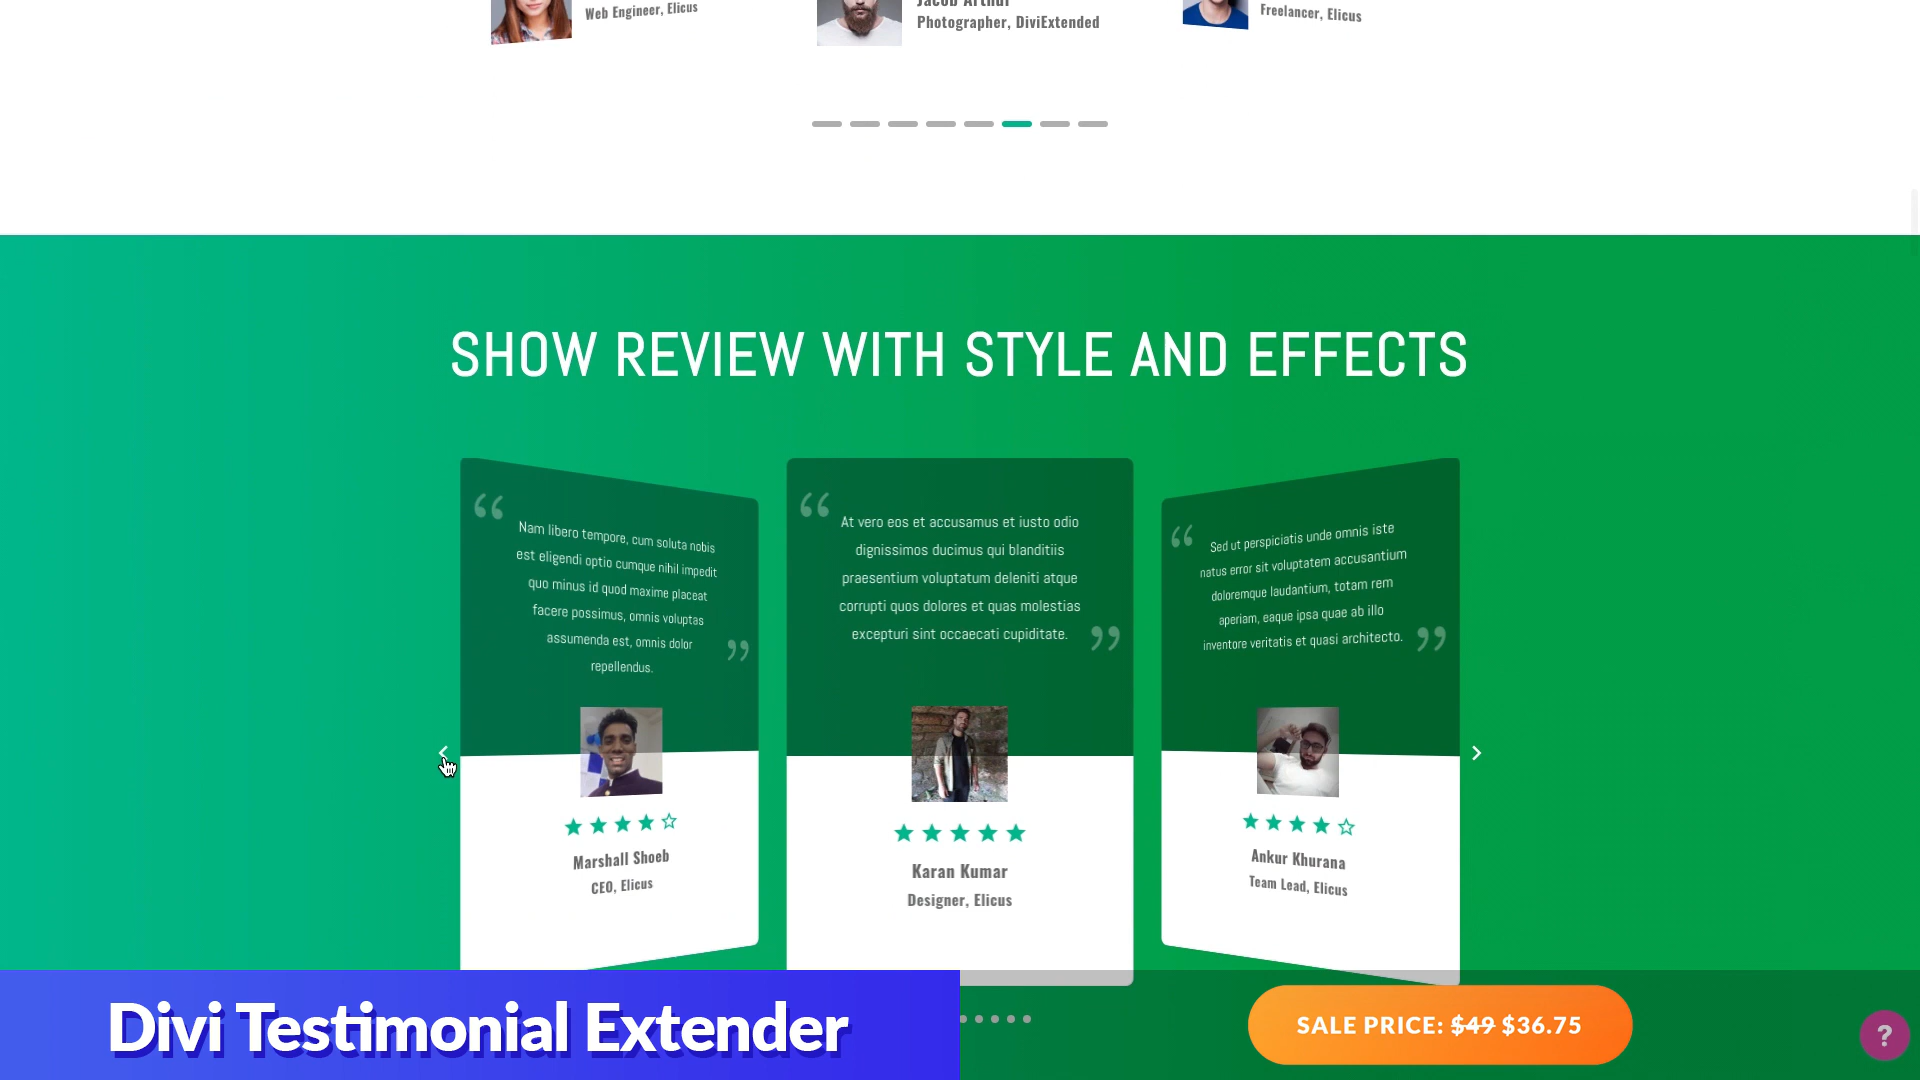 Web Engineer, Elicus
Jacob Arthur
Photographer, DiviExtended
Freelancer, Elicus
SHOW REVIEW WITH STYLE AND EFFECTS
“
Nam libero tempore, cum soluta nobis
est eligendi optio cumque nihil impedit
quo minus id quod maxime placeat
facere possimus, omnis voluptas
assumenda est, omnis dolor
repellendus.
”
Marshall Shoeb
CEO, Elicus
“
At vero eos et accusamus et iusto odio
dignissimos ducimus qui blanditiis
praesentium voluptatum deleniti atque
corrupti quos dolores et quas molestias
excepturi sint occaecati cupiditate.
”
Karan Kumar
Designer, Elicus
“
Sed ut perspiciatis unde omnis iste
natus error sit voluptatem accusantium
doloremque laudantium, totam rem
aperiam, eaque ipsa quae ab illo
inventore veritatis et quasi architecto.
”
Ankur Khurana
Team Lead, Elicus
Divi Testimonial Extender
SALE PRICE: $49 $36.75
?